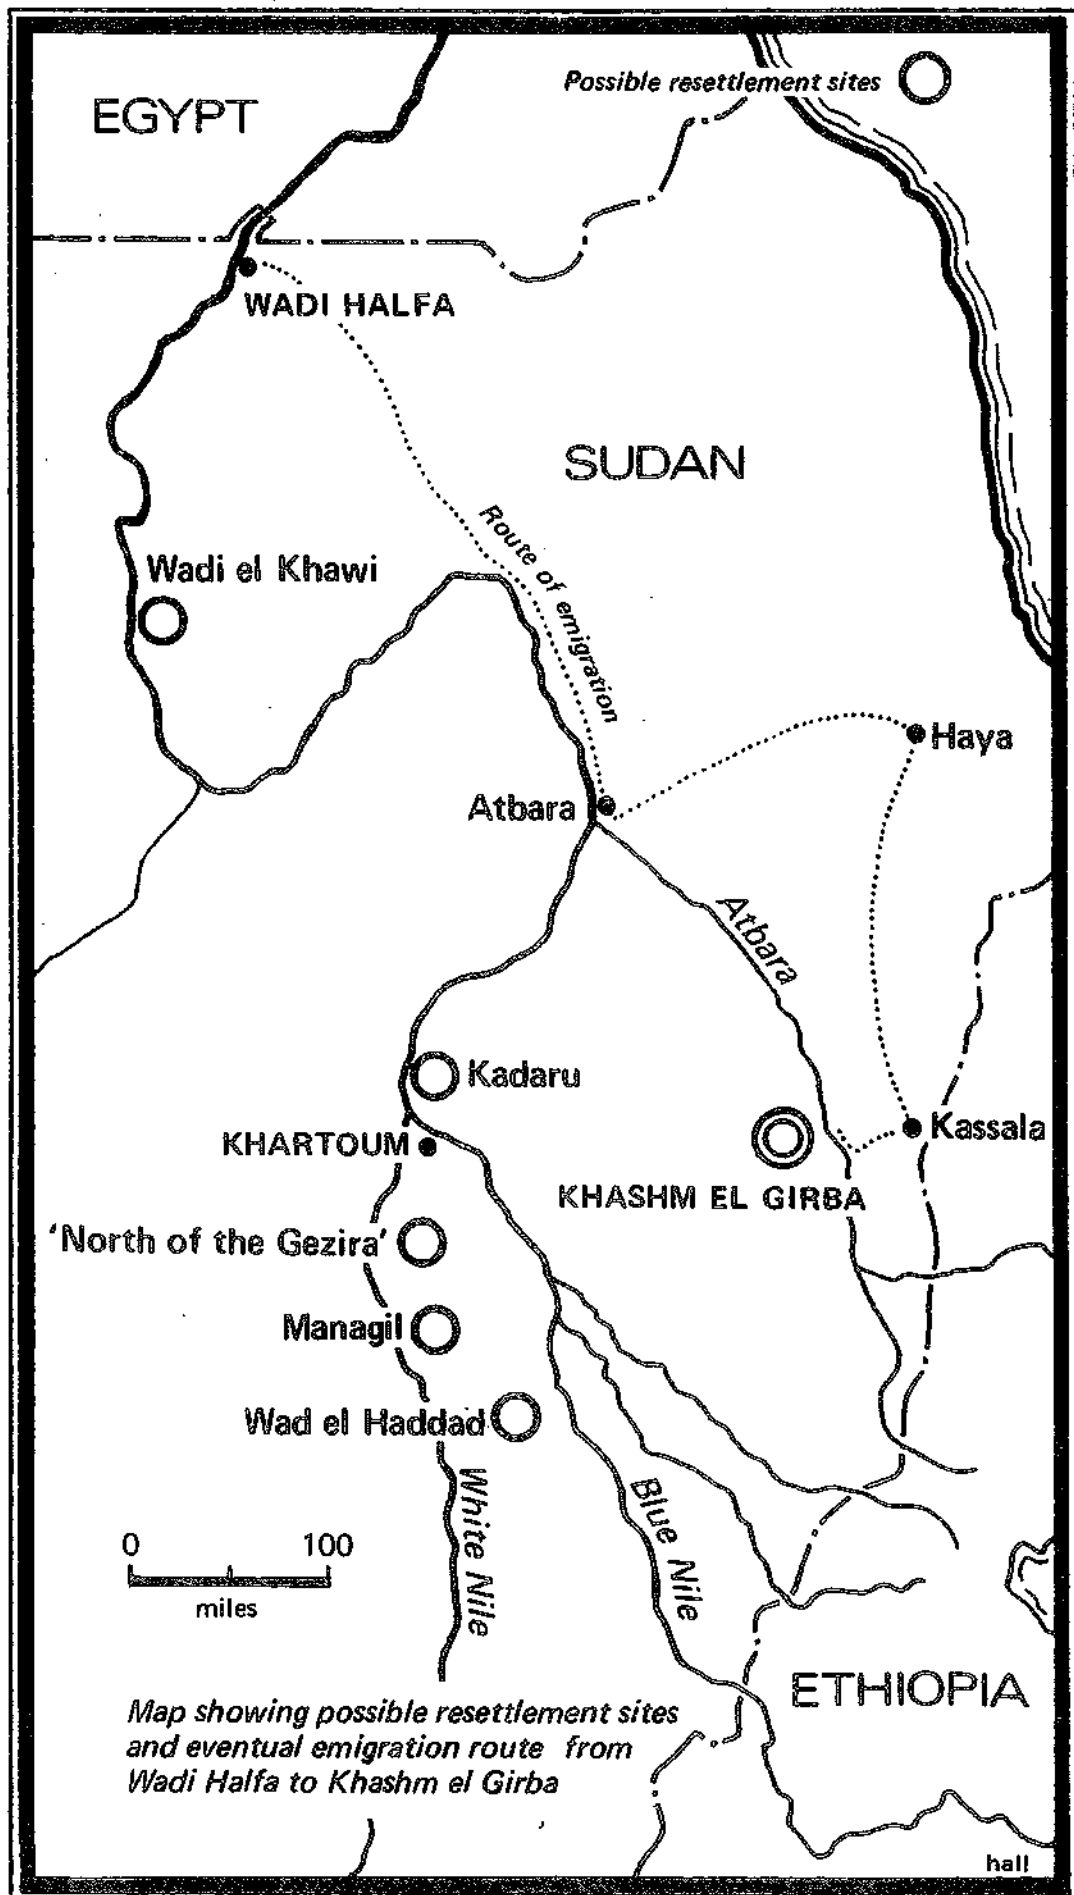 EGYPT
Possible resettlement sites
WADI HALFA
SUDAN
Route of emigration
Wadi el Khawi
Haya
Atbara
Atbara
Kadaru
KHARTOUM
Kassala
KHASHM EL GIRBA
'North of the Gezira'
Managil
Wad el Haddad
White Nile
Blue Nile
0 100
miles
ETHIOPIA
Map showing possible resettlement sites
and eventual emigration route from
Wadi Halfa to Khashm el Girba
hall